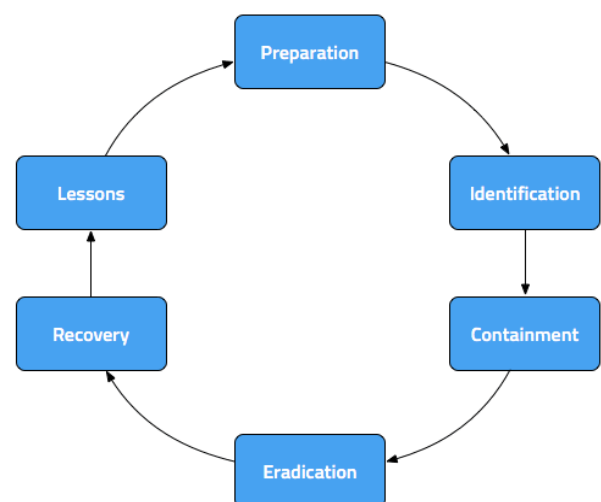 Preparation
Identification
Containment
Eradication
Recovery
Lessons